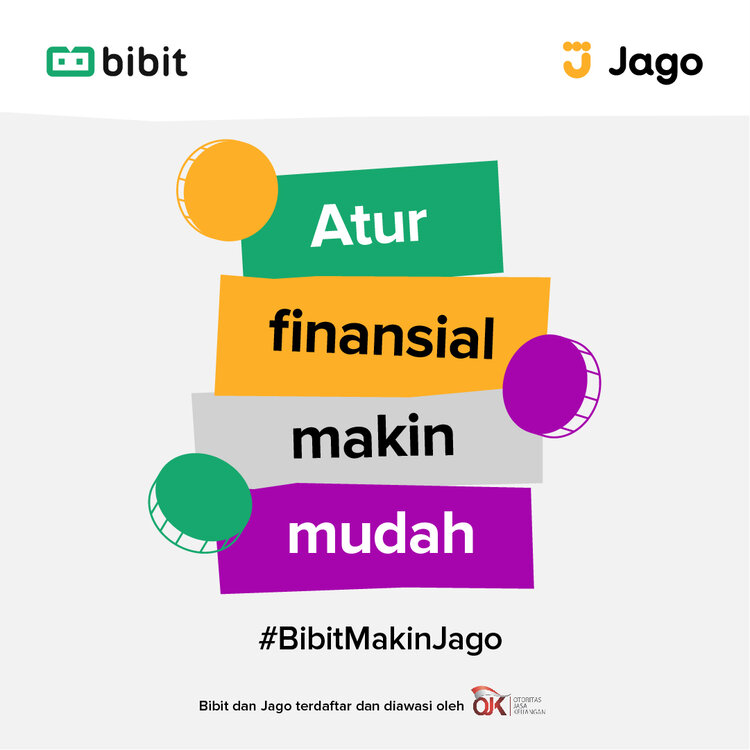 bibit
Jago
Atur
finansial
makin
mudah
#BibitMakinJago
Bibit dan Jago terdaftar dan diawasi oleh OJK
OTORITAS
JASA
KEUANGAN